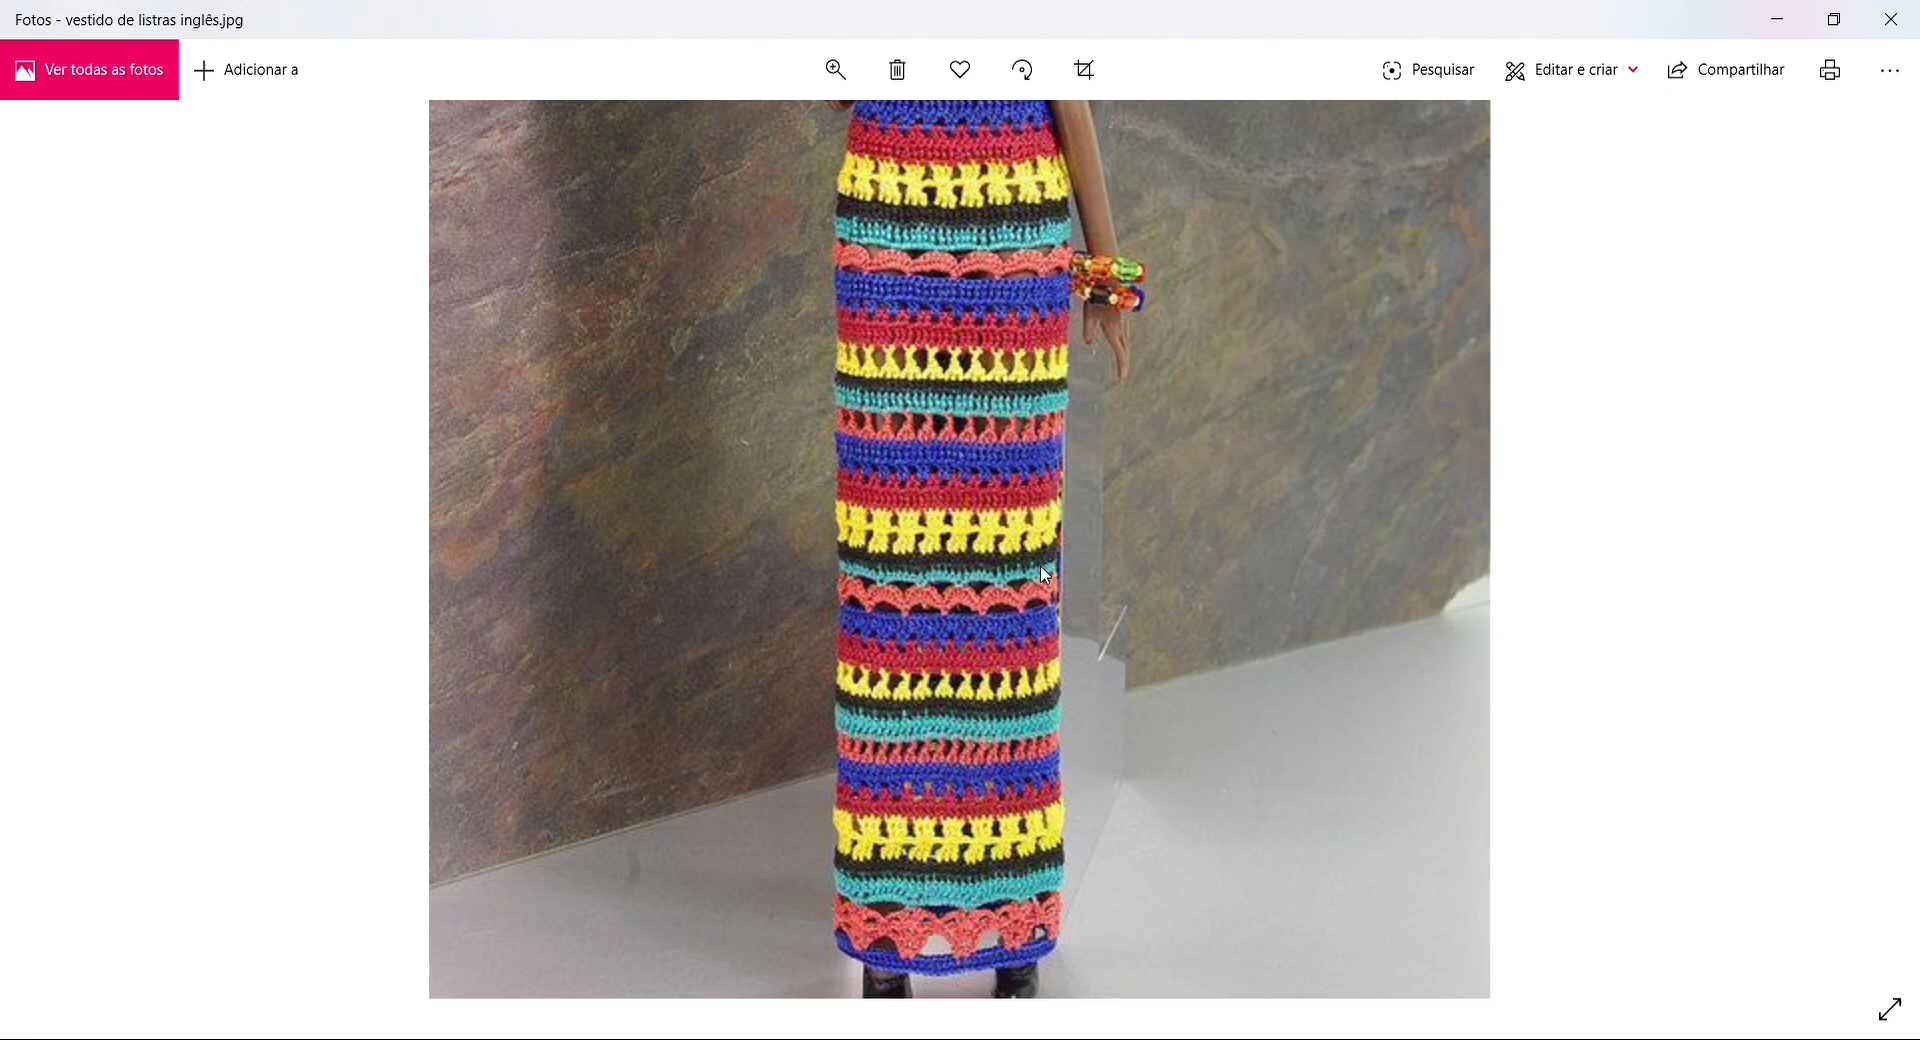 Fotos - vestido de listras inglês.jpg
Ver todas as fotos
Adicionar a
Pesquisar
Editar e criar
Compartilhar